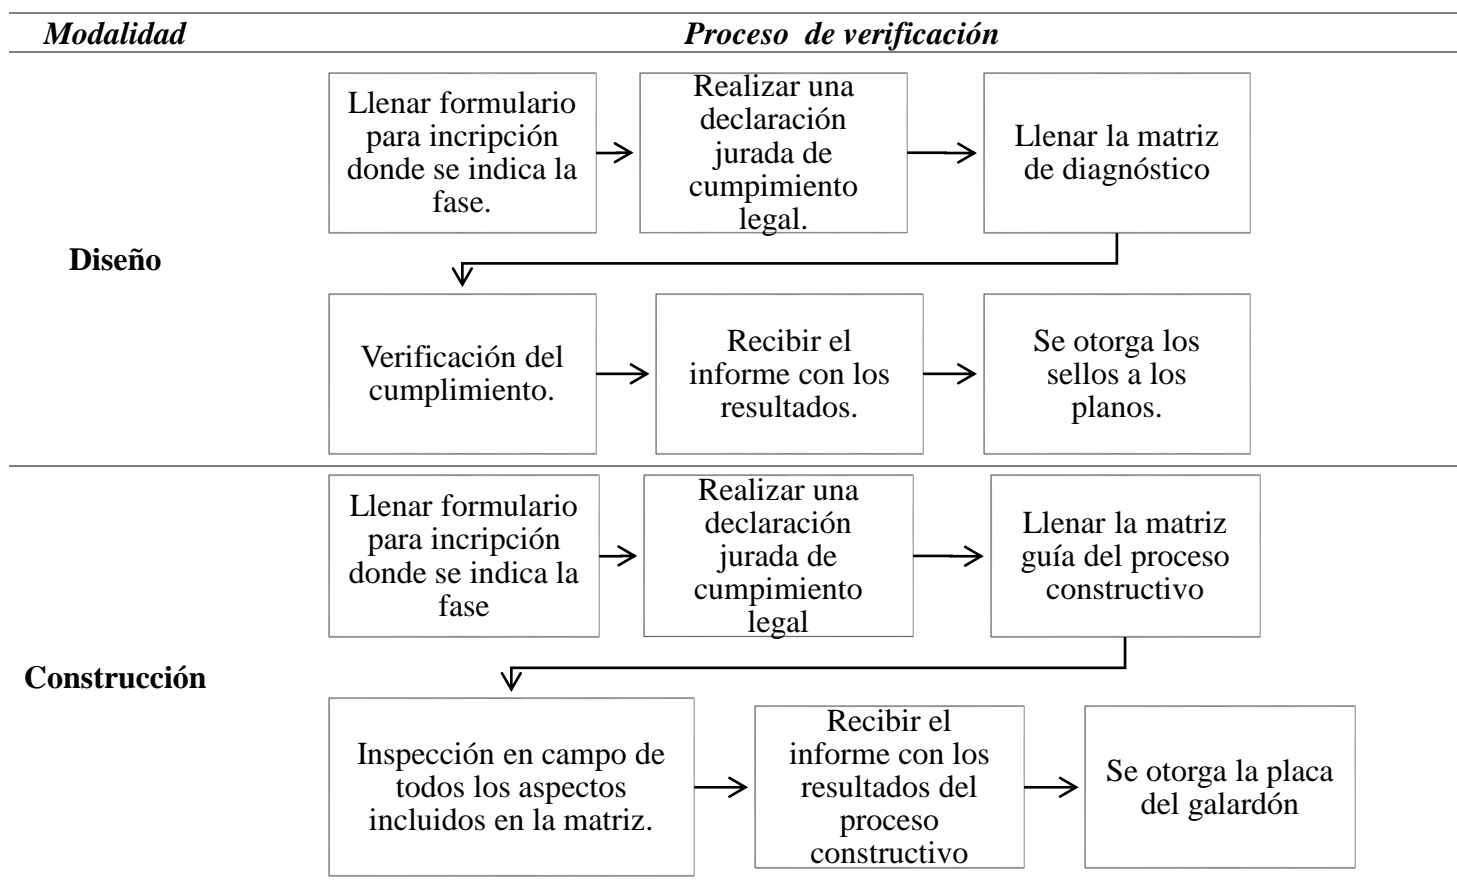 Modalidad
Proceso de verificación
Diseño
Llenar formulario
para incripción
donde se indica la
fase.
Realizar una
declaración
jurada de
cumpimiento
legal.
Llenar la matriz
de diagnóstico
Verificación del
cumplimiento.
Recibir el
informe con los
resultados.
Se otorga los
sellos a los
planos.
Construcción
Llenar formulario
para incripción
donde se indica la
fase
Realizar una
declaración
jurada de
cumpimiento
legal
Llenar la matriz
guía del proceso
constructivo
Inspección en campo de
todos los aspectos
incluidos en la matriz.
Recibir el
informe con los
resultados del
proceso
constructivo
Se otorga la placa
del galardón